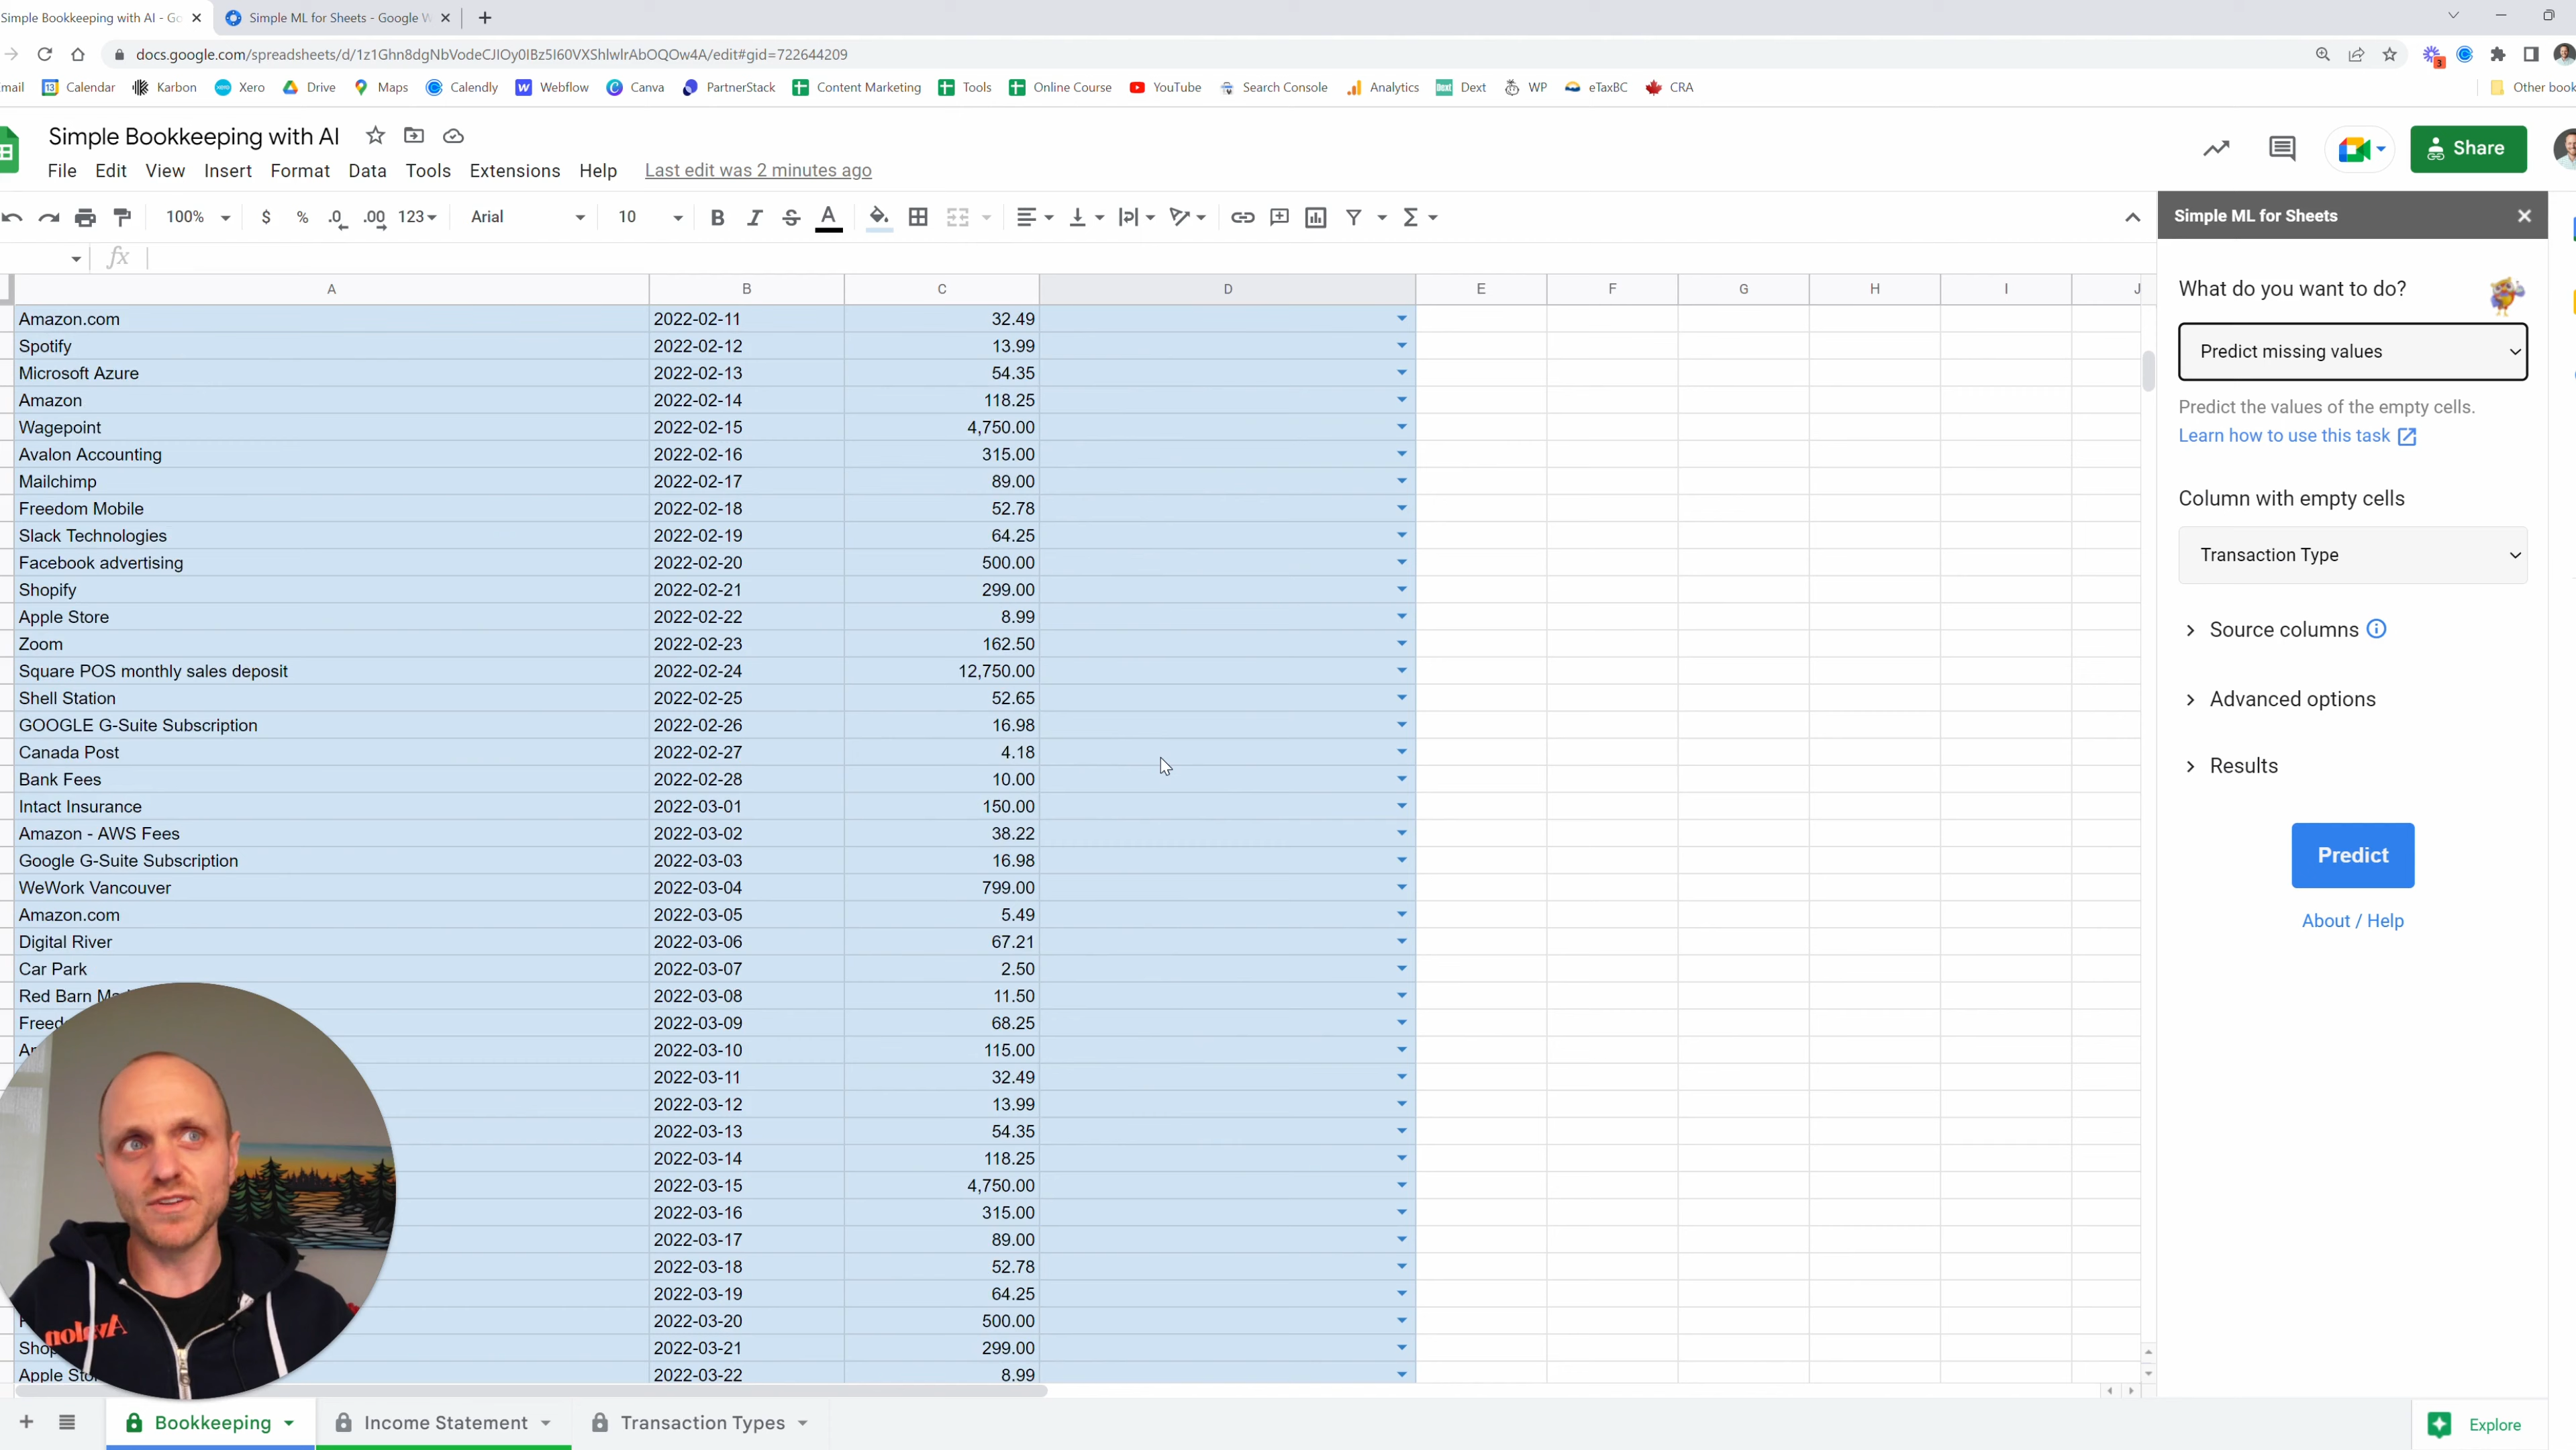 Simple Bookkeeping with AI - Go
Simple ML for Sheets - Google W
docs.google.com/spreadsheets/d/1z1Ghn8dgNbVodeCJIOy0IBz5I60VXShlwlrAbOQOw4A/edit#gid=722644209
mail Calendar Karbon Xero Drive Maps Calendly Webflow Canva PartnerStack Content Marketing Tools Online Course YouTube Search Console Analytics Dext WP eTaxBC CRA Other book
Simple Bookkeeping with AI
Share
File Edit View Insert Format Data Tools Extensions Help Last edit was 2 minutes ago
100% $ % .0 .00 123 Arial 10 B I S A
fx
A B C D E F G H I J
Amazon.com 2022-02-11 32.49
Spotify 2022-02-12 13.99
Microsoft Azure 2022-02-13 54.35
Amazon 2022-02-14 118.25
Wagepoint 2022-02-15 4,750.00
Avalon Accounting 2022-02-16 315.00
Mailchimp 2022-02-17 89.00
Freedom Mobile 2022-02-18 52.78
Slack Technologies 2022-02-19 64.25
Facebook advertising 2022-02-20 500.00
Shopify 2022-02-21 299.00
Apple Store 2022-02-22 8.99
Zoom 2022-02-23 162.50
Square POS monthly sales deposit 2022-02-24 12,750.00
Shell Station 2022-02-25 52.65
GOOGLE G-Suite Subscription 2022-02-26 16.98
Canada Post 2022-02-27 4.18
Bank Fees 2022-02-28 10.00
Intact Insurance 2022-03-01 150.00
Amazon - AWS Fees 2022-03-02 38.22
Google G-Suite Subscription 2022-03-03 16.98
WeWork Vancouver 2022-03-04 799.00
Amazon.com 2022-03-05 5.49
Digital River 2022-03-06 67.21
Car Park 2022-03-07 2.50
Red Barn 2022-03-08 11.50
2022-03-09 68.25
2022-03-10 115.00
2022-03-11 32.49
2022-03-12 13.99
2022-03-13 54.35
2022-03-14 118.25
2022-03-15 4,750.00
2022-03-16 315.00
2022-03-17 89.00
2022-03-18 52.78
2022-03-19 64.25
2022-03-20 500.00
2022-03-21 299.00
Apple 2022-03-22 8.99
Avalon
Bookkeeping Income Statement Transaction Types
Explore
Simple ML for Sheets
What do you want to do?
Predict missing values
Predict the values of the empty cells.
Learn how to use this task
Column with empty cells
Transaction Type
Source columns
Advanced options
Results
Predict
About / Help
3